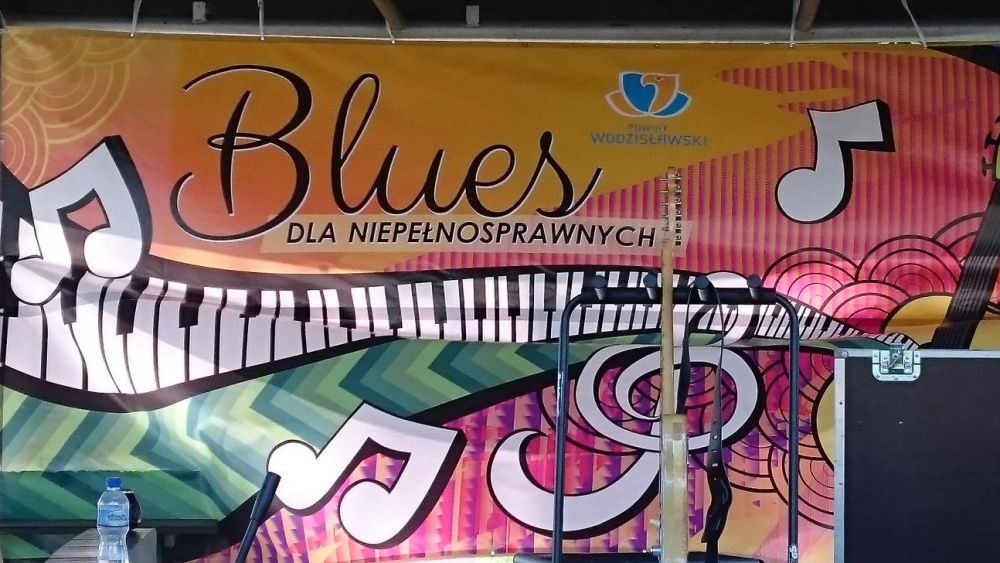 Blues
DLA NIEPEŁNOSPRAWNYCH
POWIAT
WODZISŁAWSKI